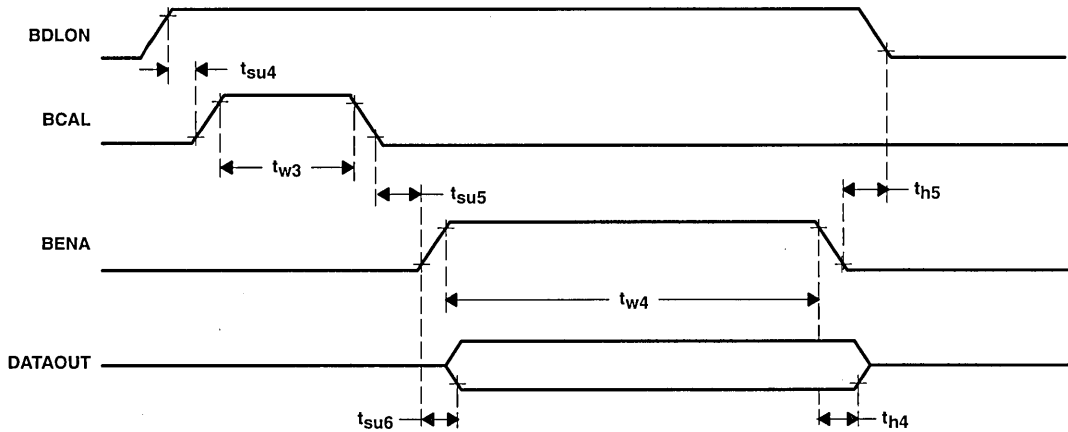 BDLON
tsu4
BCAL
tw3
tsu5
th5
BENA
tw4
DATAOUT
tsu6
th4